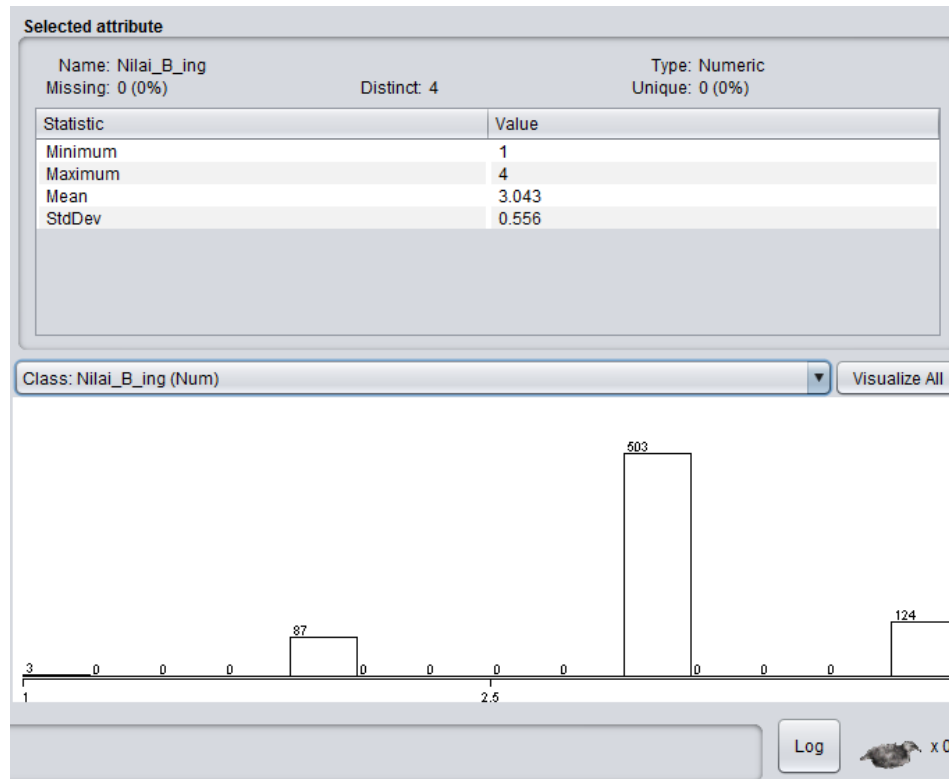 Selected attribute
Name: Nilai_B_ing Type: Numeric
Missing: 0 (0%) Distinct: 4 Unique: 0 (0%)
Statistic Value
Minimum 1
Maximum 4
Mean 3.043
StdDev 0.556
Class: Nilai_B_ing (Num) Visualize All
503
124
87
3 0 0 0 0 0 0 0 0 0 0
1 2.5
Log x 0